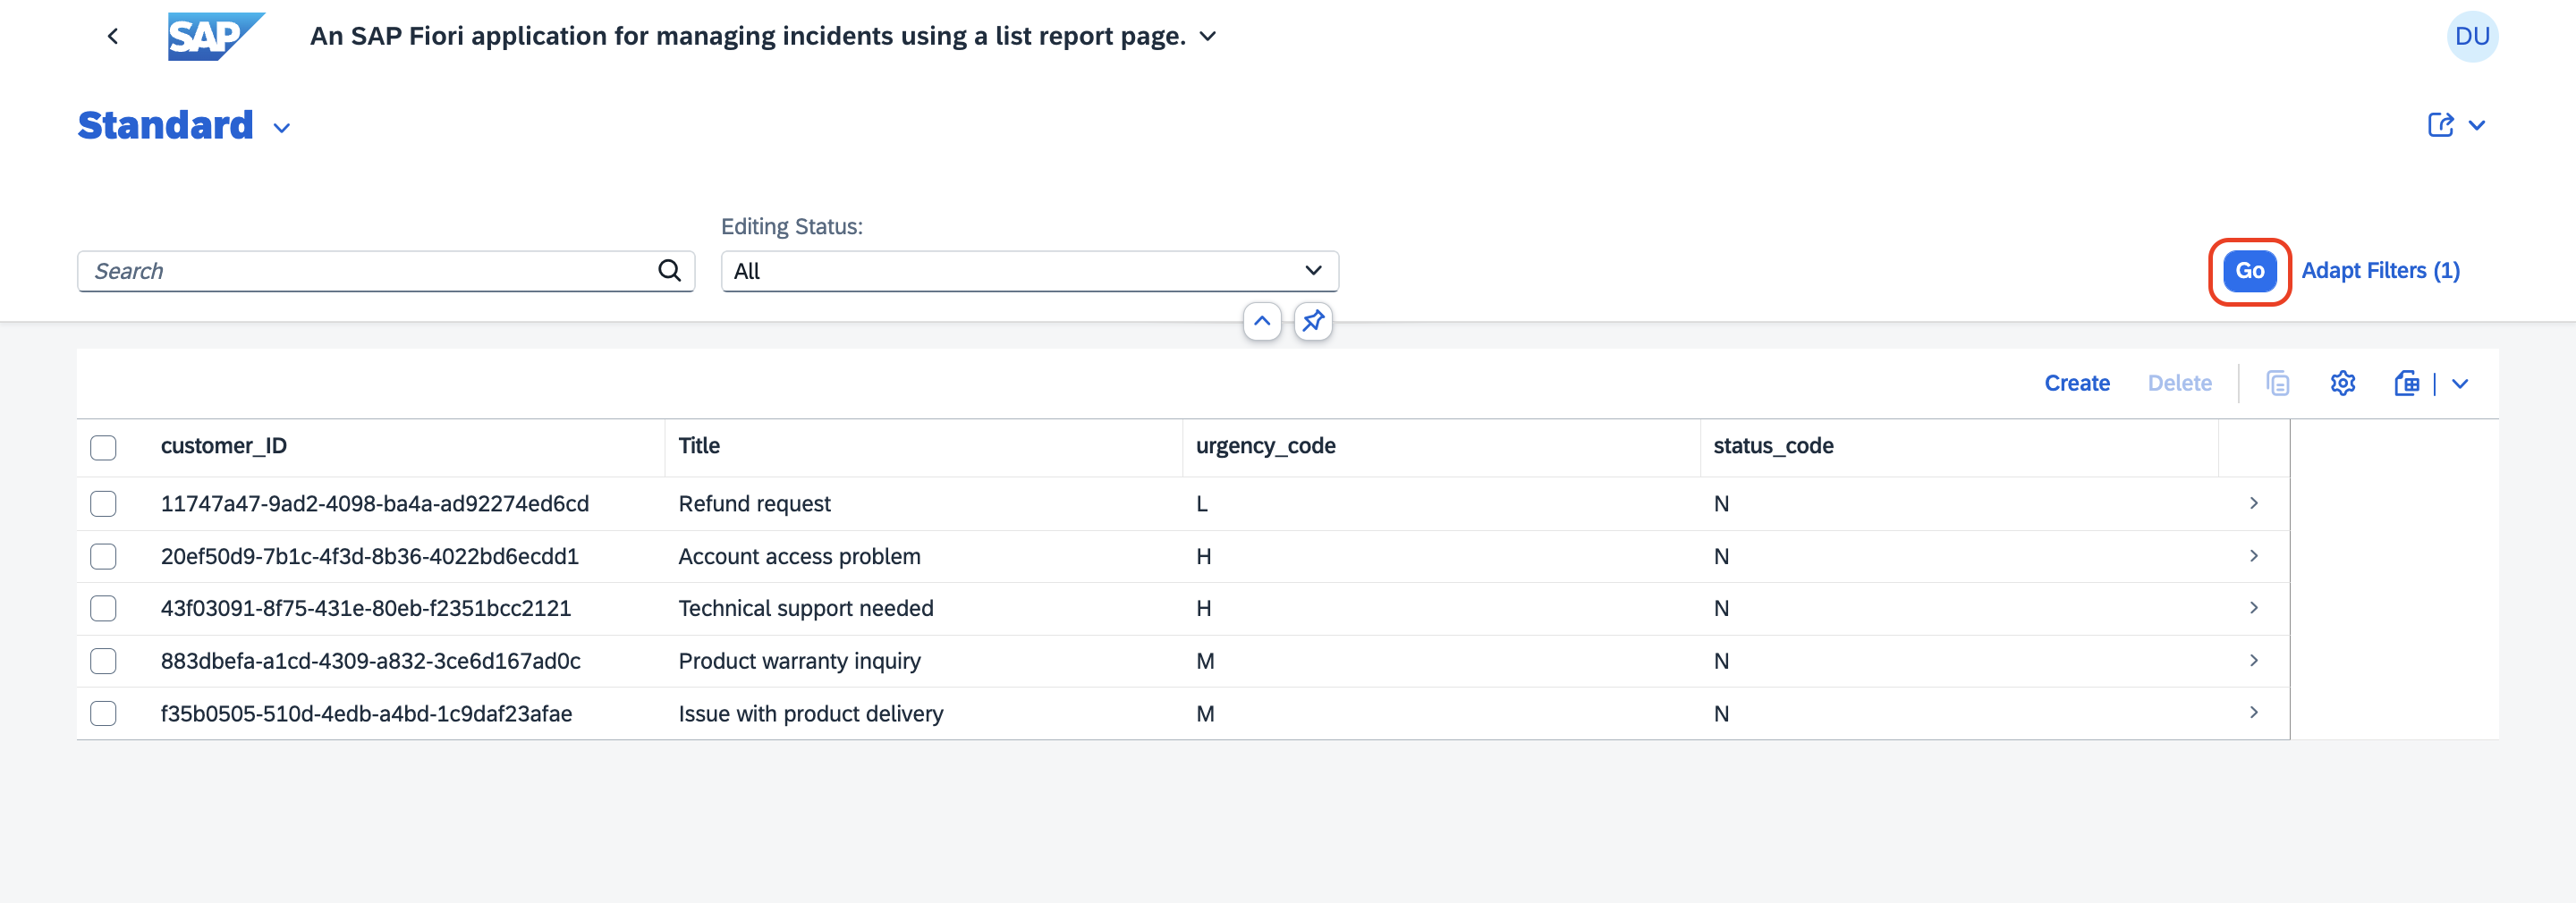 SAP An SAP Fiori application for managing incidents using a list report page. DU
Standard
Editing Status:
Search All Go Adapt Filters (1)
Create Delete
customer_ID Title urgency_code status_code
11747a47-9ad2-4098-ba4a-ad92274ed6cd Refund request L N
20ef50d9-7b1c-4f3d-8b36-4022bd6ecdd1 Account access problem H N
43f03091-8f75-431e-80eb-f2351bcc2121 Technical support needed H N
883dbefa-a1cd-4309-a832-3ce6d167ad0c Product warranty inquiry M N
f35b0505-510d-4edb-a4bd-1c9daf23afae Issue with product delivery M N